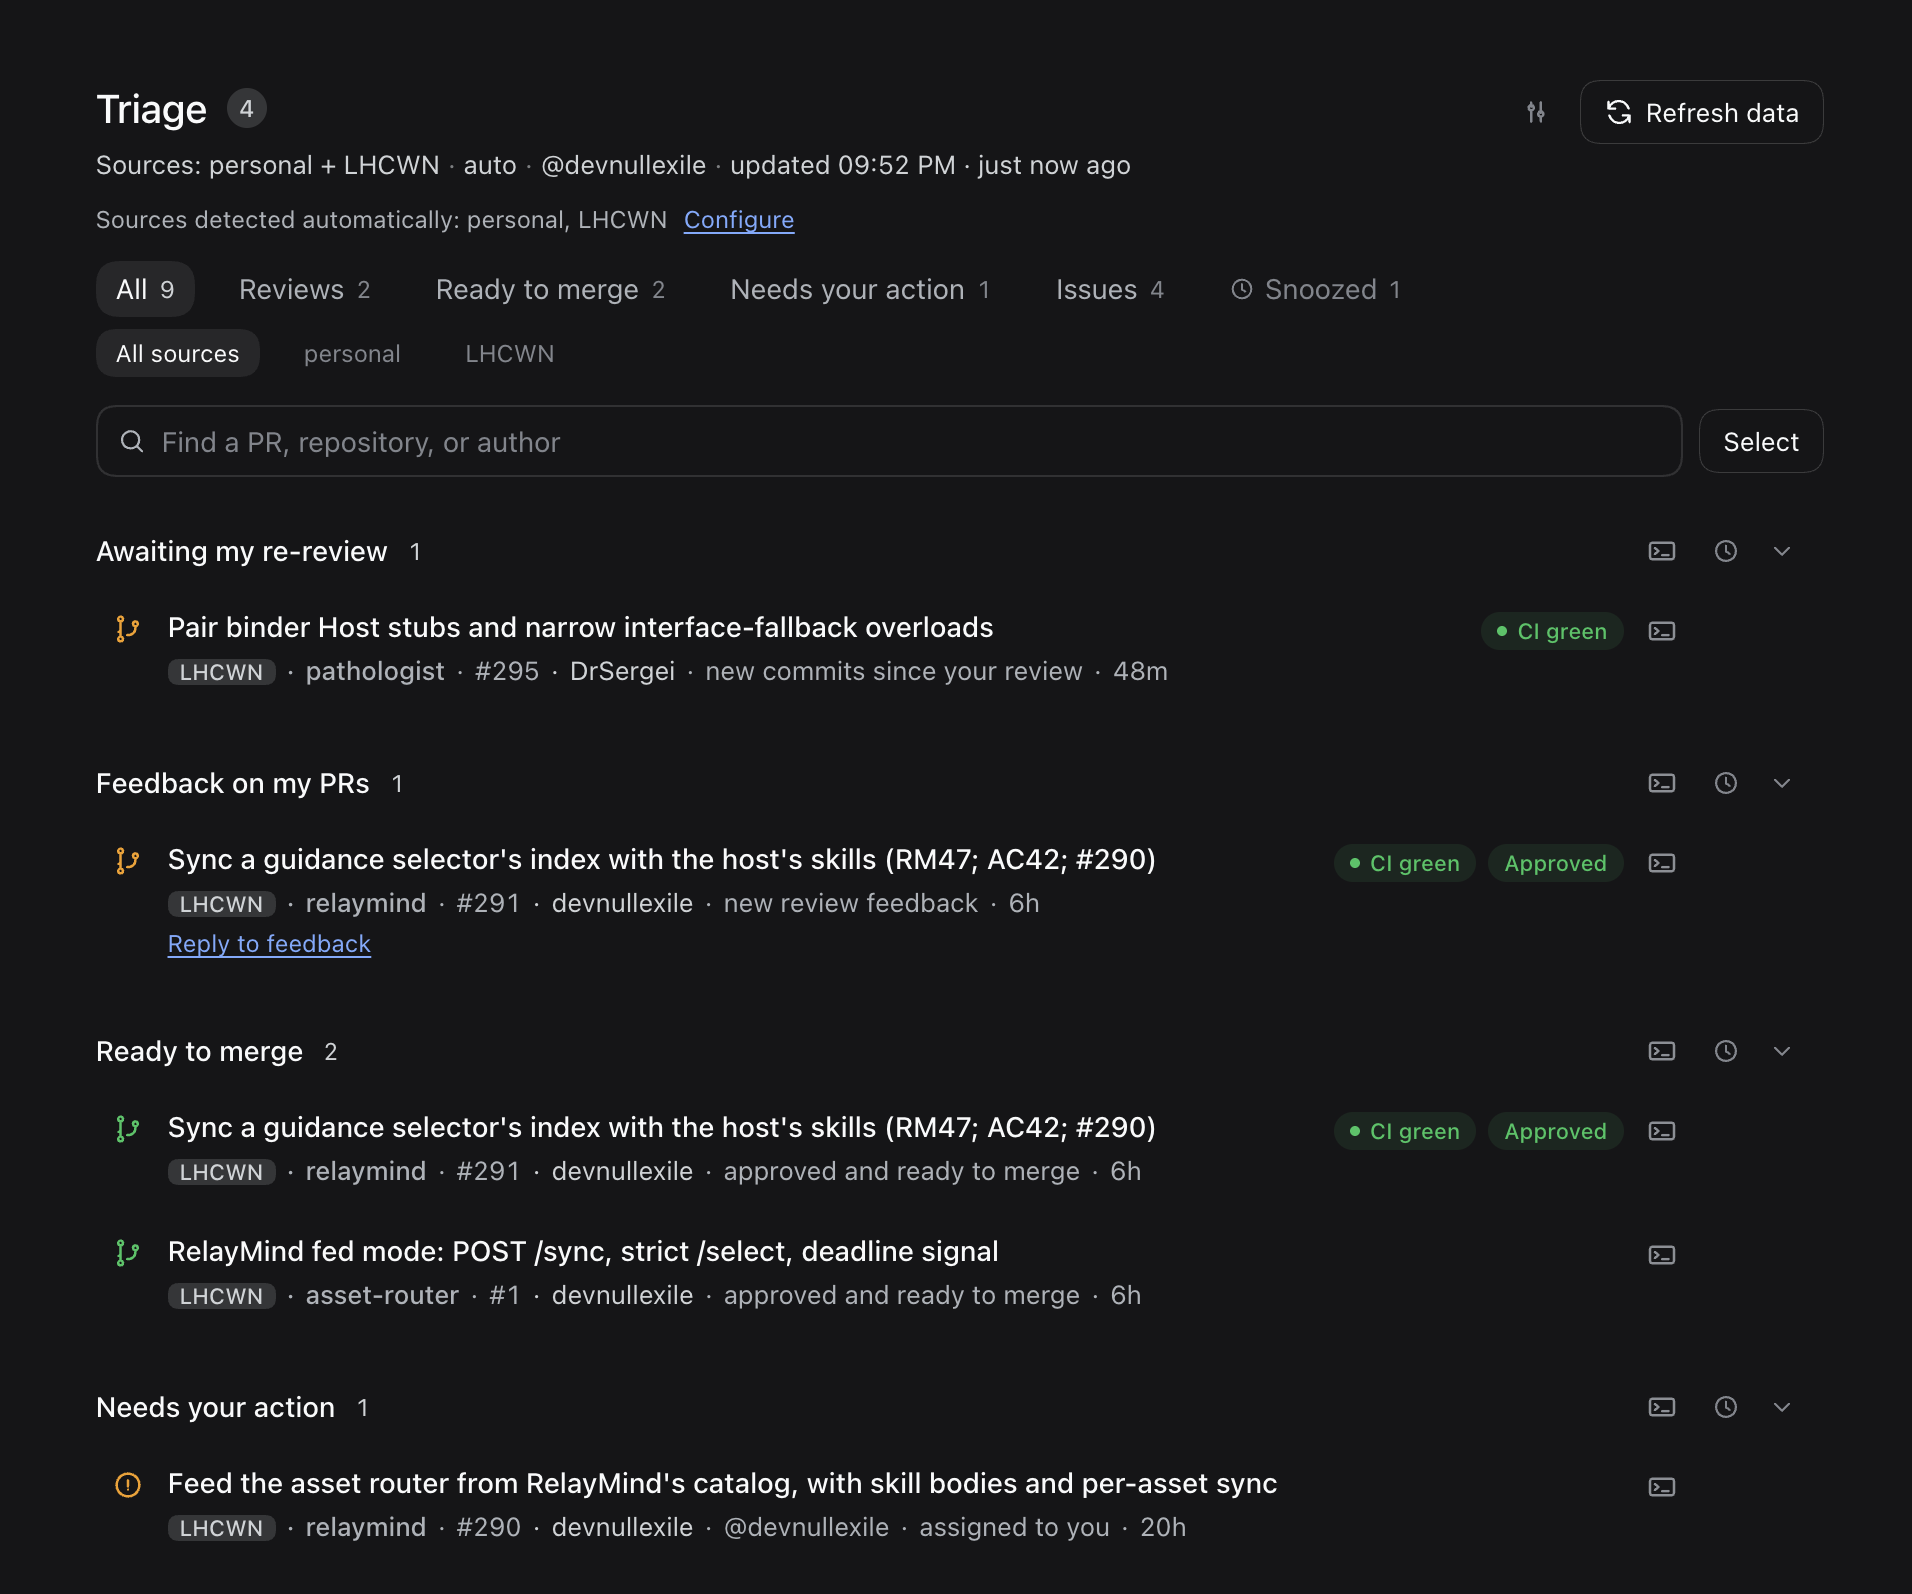 Triage 4
Refresh data
Sources: personal + LHCWN · auto · @devnullexile · updated 09:52 PM · just now ago
Sources detected automatically: personal, LHCWN Configure
All 9 Reviews 2 Ready to merge 2 Needs your action 1 Issues 4 Snoozed 1
All sources personal LHCWN
Find a PR, repository, or author
Select
Awaiting my re-review 1
Pair binder Host stubs and narrow interface-fallback overloads
CI green
LHCWN · pathologist · #295 · DrSergei · new commits since your review · 48m
Feedback on my PRs 1
Sync a guidance selector's index with the host's skills (RM47; AC42; #290)
CI green Approved
LHCWN · relaymind · #291 · devnullexile · new review feedback · 6h
Reply to feedback
Ready to merge 2
Sync a guidance selector's index with the host's skills (RM47; AC42; #290)
CI green Approved
LHCWN · relaymind · #291 · devnullexile · approved and ready to merge · 6h
RelayMind fed mode: POST /sync, strict /select, deadline signal
LHCWN · asset-router · #1 · devnullexile · approved and ready to merge · 6h
Needs your action 1
Feed the asset router from RelayMind's catalog, with skill bodies and per-asset sync
LHCWN · relaymind · #290 · devnullexile · @devnullexile · assigned to you · 20h